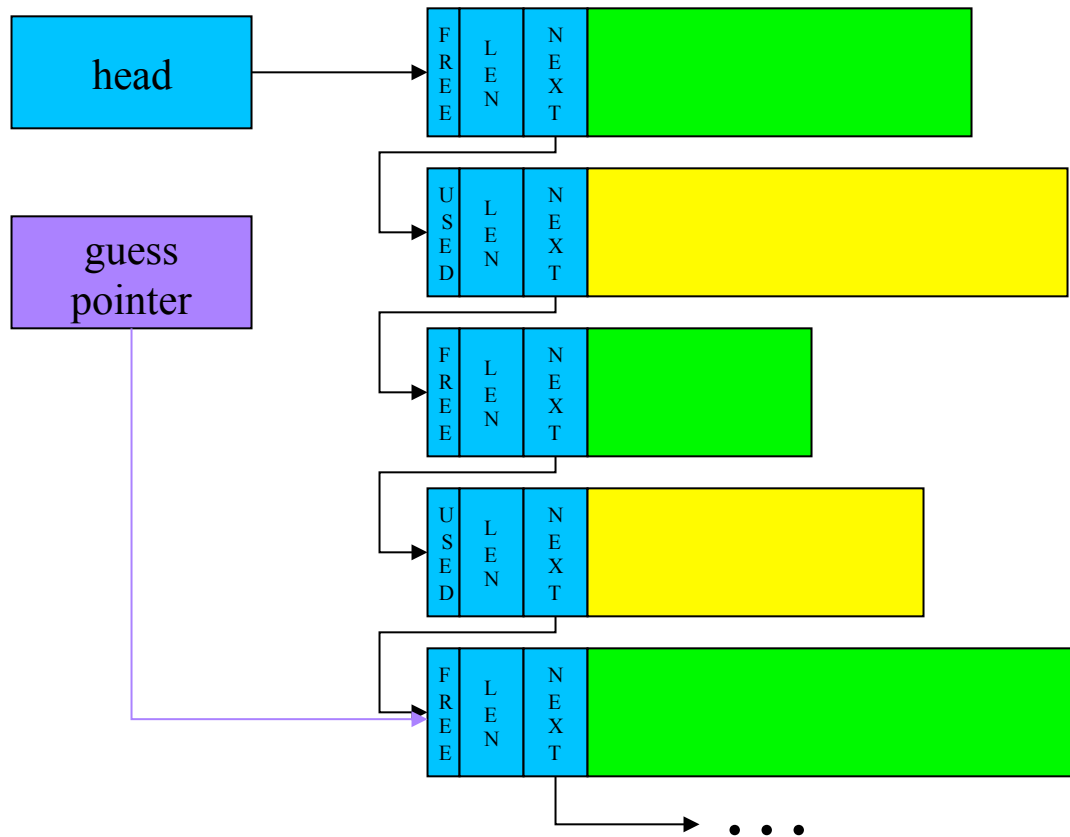 head
FREE LEN NEXT
USED LEN NEXT
guess
pointer
FREE LEN NEXT
USED LEN NEXT
FREE LEN NEXT
. . .